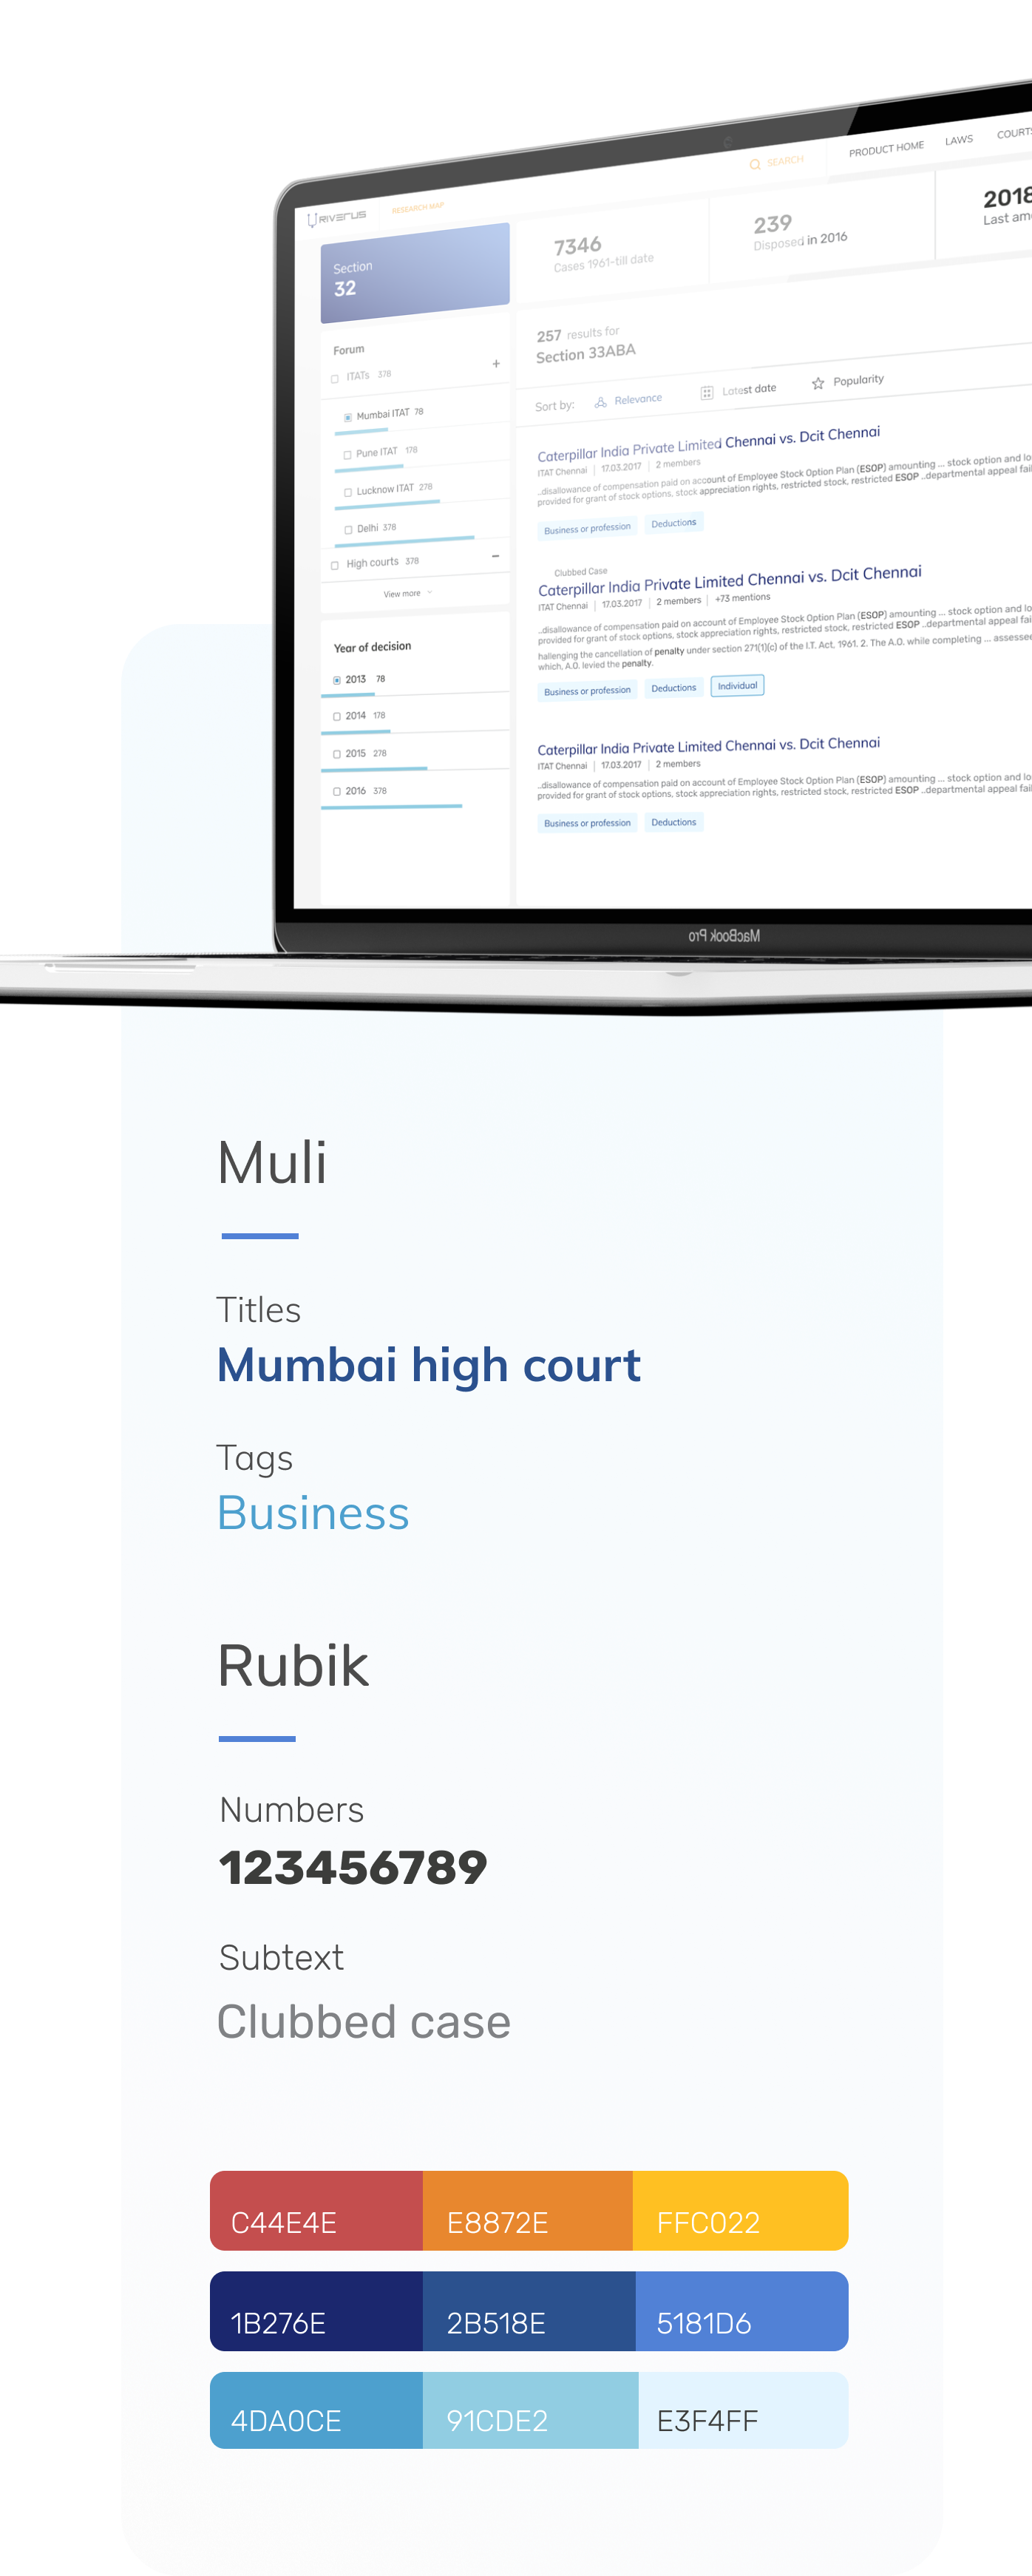 RIVERUS
RESEARCH MAP
SEARCH
PRODUCT HOME
LAWS
COURTS
Section
32
7346
Cases 1961-till date
239
Disposed in 2016
2018
Last am
Forum
ITATs 378
+
Mumbai ITAT 78
Pune ITAT 178
Lucknow ITAT 278
Delhi 378
High courts 378
–
View more
Year of decision
2013 78
2014 178
2015 278
2016 378
257 results for
Section 33ABA
Sort by:
Relevance
Latest date
Popularity
Caterpillar India Private Limited Chennai vs. Dcit Chennai
ITAT Chennai | 17.03.2017 | 2 members
..disallowance of compensation paid on account of Employee Stock Option Plan (ESOP) amounting ... stock option and lo
provided for grant of stock options, stock appreciation rights, restricted stock, restricted ESOP ..departmental appeal fail
Business or profession
Deductions
Clubbed Case
Caterpillar India Private Limited Chennai vs. Dcit Chennai
ITAT Chennai | 17.03.2017 | 2 members | +73 mentions
..disallowance of compensation paid on account of Employee Stock Option Plan (ESOP) amounting ... stock option and lo
provided for grant of stock options, stock appreciation rights, restricted stock, restricted ESOP ..departmental appeal fai
hallenging the cancellation of penalty under section 271(1)(c) of the I.T. Act, 1961. 2. The A.O. while completing ... assessee
which, A.O. levied the penalty.
Business or profession
Deductions
Individual
Caterpillar India Private Limited Chennai vs. Dcit Chennai
ITAT Chennai | 17.03.2017 | 2 members
..disallowance of compensation paid on account of Employee Stock Option Plan (ESOP) amounting ... stock option and lo
provided for grant of stock options, stock appreciation rights, restricted stock, restricted ESOP ..departmental appeal fail
Business or profession
Deductions
MacBook Pro
Muli
Titles
Mumbai high court
Tags
Business
Rubik
Numbers
123456789
Subtext
Clubbed case
C44E4E
E8872E
FFC022
1B276E
2B518E
5181D6
4DA0CE
91CDE2
E3F4FF